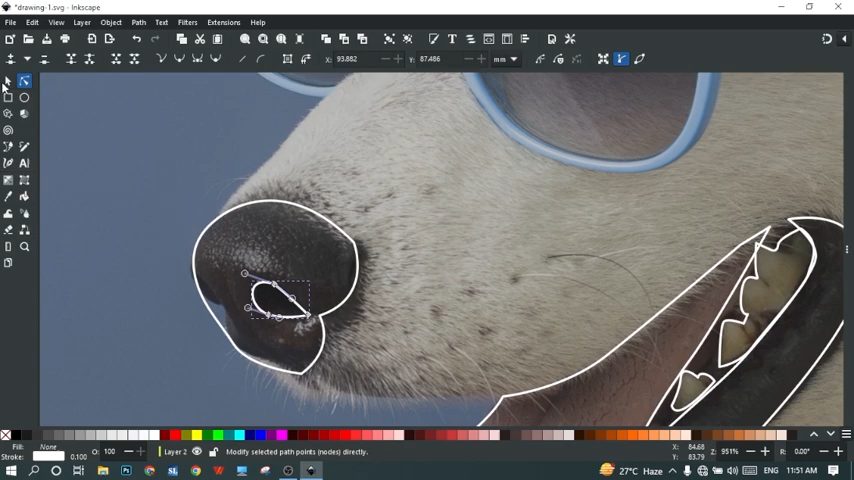 *drawing-1.svg - Inkscape
File Edit View Layer Object Path Text Filters Extensions Help
X: 93.882 Y: 87.486 mm
Fill: None
Stroke: 0.100 O: 100 Layer 2 Modify selected path points (nodes) directly. X: 84.68 Y: 83.79 Z: 951% R: 0.00°
27°C Haze ENG 11:51 AM